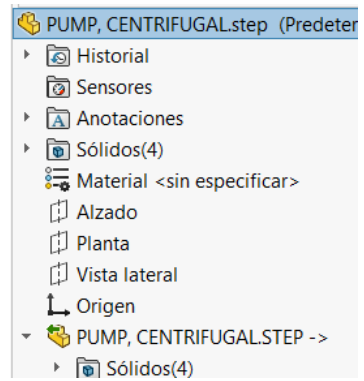 PUMP, CENTRIFUGAL.step (Predeter
Historial
Sensores
Anotaciones
Sólidos(4)
Material <sin especificar>
Alzado
Planta
Vista lateral
Origen
PUMP, CENTRIFUGAL.STEP ->
Sólidos(4)